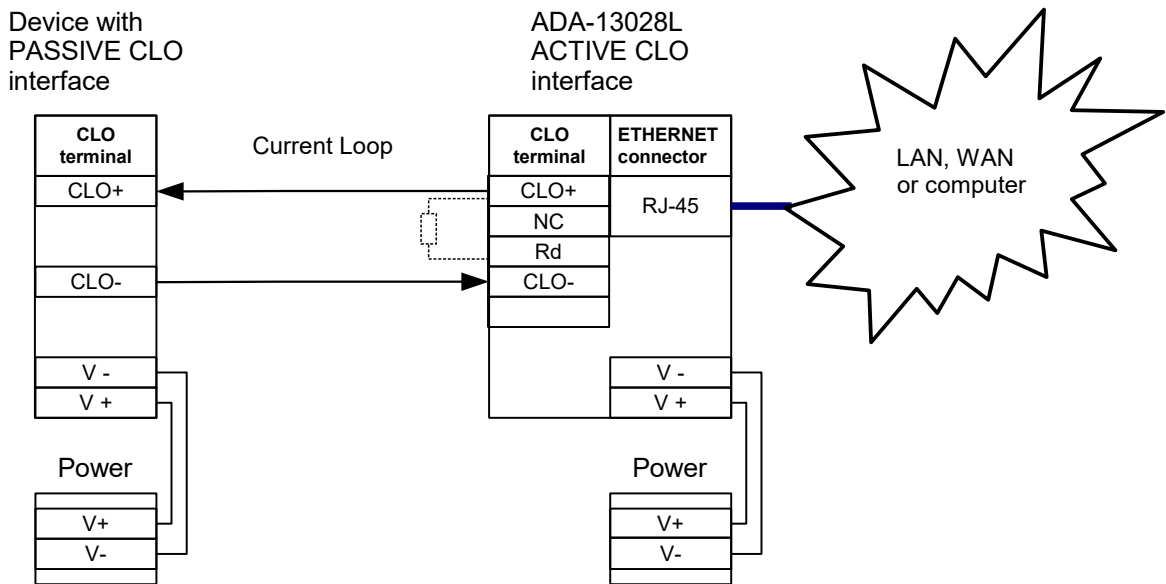 Device with
PASSIVE CLO
interface
ADA-13028L
ACTIVE CLO
interface
CLO
terminal
Current Loop
CLO
terminal
ETHERNET
connector
LAN, WAN
or computer
CLO+
CLO+
RJ-45
NC
Rd
CLO-
CLO-
V -
V +
V -
V +
Power
Power
V+
V-
V+
V-